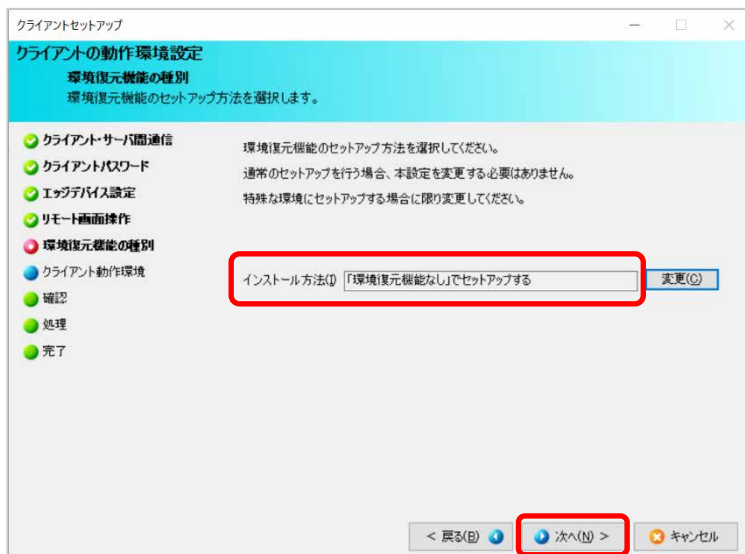 クライアントセットアップ
クライアントの動作環境設定
環境復元機能の種別
環境復元機能のセットアップ方法を選択します。
クライアント・サーバ間通信
クライアントパスワード
エッジデバイス設定
リモート画面操作
環境復元機能の種別
クライアント動作環境
確認
処理
完了
環境復元機能のセットアップ方法を選択してください。
通常のセットアップを行う場合、本設定を変更する必要はありません。
特殊な環境にセットアップする場合に限り変更してください。
インストール方法(I) 「環境復元機能なし」でセットアップする 変更(C)
< 戻る(B) 次へ(N) > キャンセル